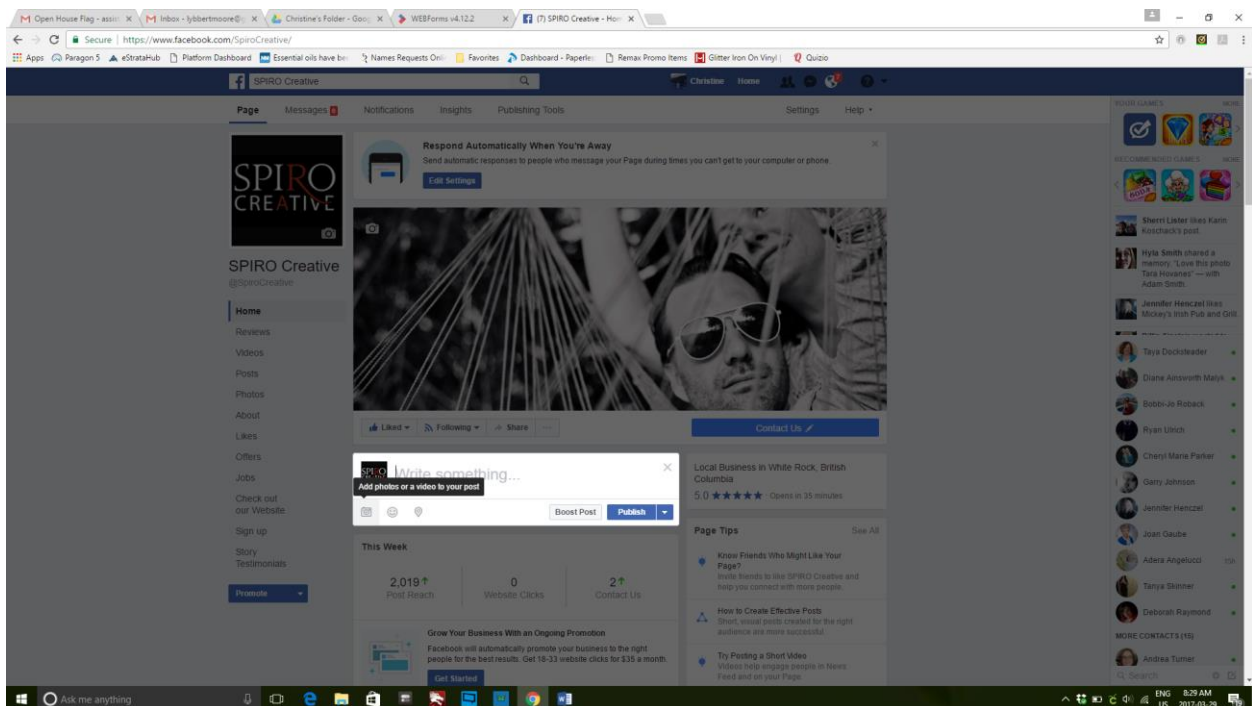 Open House Flag - assis
Inbox - lybbertmoore@g
Christine's Folder - Goog
WEBForms v4.12.2
(7) SPIRO Creative - Hom
Secure | https://www.facebook.com/SpiroCreative/
Apps Paragon 5 eStrataHub Platform Dashboard Essential oils have be Names Requests Onli Favorites Dashboard - Paperle Remax Promo Items Glitter Iron On Vinyl | Quizio
SPIRO Creative
Christine Home
Page Messages Notifications Insights Publishing Tools Settings Help
SPIRO
CREATIVE
SPIRO Creative
@SpiroCreative
Home
Reviews
Videos
Posts
Photos
About
Likes
Offers
Jobs
Check out
our Website
Sign up
Story
Testimonials
Promote
Respond Automatically When You're Away
Send automatic responses to people who message your Page during times you can't get to your computer or phone.
Edit Settings
Liked Following Share ...
Contact Us
Write something...
Add photos or a video to your post
Boost Post Publish
This Week
2,019 0 2
Post Reach Website Clicks Contact Us
Grow Your Business With an Ongoing Promotion
Facebook will automatically promote your business to the right
people for the best results. Get 18-33 website clicks for $35 a month.
Get Started
Local Business in White Rock, British
Columbia
5.0 ★★★★★ · Opens in 35 minutes
Page Tips See All
Know Friends Who Might Like Your
Page?
Invite friends to like SPIRO Creative and
help you connect with more people.
How to Create Effective Posts
Short, visual posts created for the right
audience are more successful.
Try Posting a Short Video
Videos help engage people in News
Feed and on your Page.
YOUR GAMES MORE
RECOMMENDED GAMES MORE
Sherri Lister likes Karin
Koschack's post.
Hyla Smith shared a
memory. "Love this photo
Tara Hovanes" — with
Adam Smith.
Jennifer Henczel likes
Mickey's Irish Pub and Grill.
Taya Docksteader
Diane Ainsworth Malyk
Bobbi-Jo Roback
Ryan Ulrich
Cheryl Marie Parker
Garry Johnson
Jennifer Henczel
Joan Gaube
Adera Angelucci
Tanya Skinner
Deborah Raymond
MORE CONTACTS (15)
Andrea Turner
Search
Ask me anything
ENG 8:29 AM
US 2017-03-29